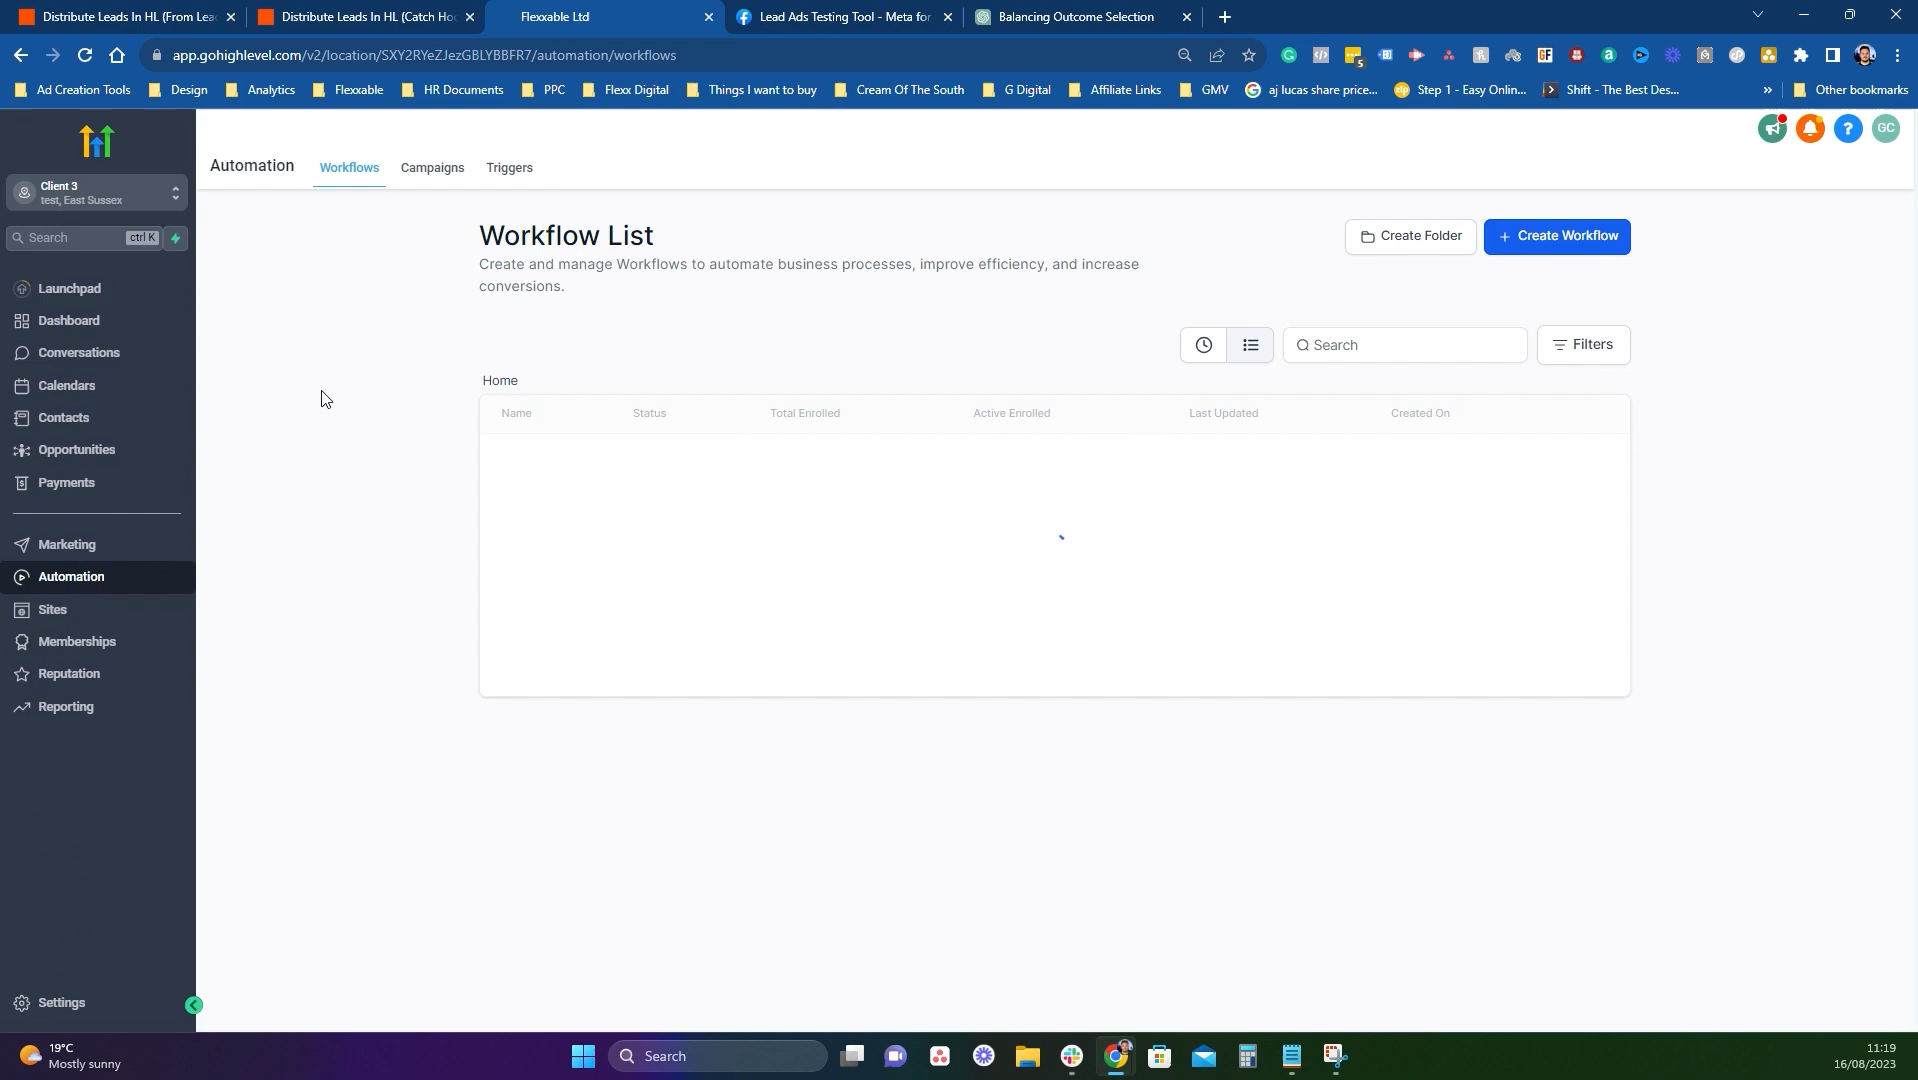 Distribute Leads In HL (From Lea
Distribute Leads In HL (Catch Ho
Flexxable Ltd
Lead Ads Testing Tool - Meta for
Balancing Outcome Selection
app.gohighlevel.com/v2/location/SXY2RYeZJezGBLYBBFR7/automation/workflows
5
Ad Creation Tools
Design
Analytics
Flexxable
HR Documents
PPC
Flexx Digital
Things I want to buy
Cream Of The South
G Digital
Affiliate Links
GMV
aj lucas share price...
Step 1 - Easy Onlin...
Shift - The Best Des...
»
Other bookmarks
GC
Client 3
test, East Sussex
Search
ctrl K
Launchpad
Dashboard
Conversations
Calendars
Contacts
Opportunities
Payments
Marketing
Automation
Sites
Memberships
Reputation
Reporting
Settings
Automation
Workflows
Campaigns
Triggers
Workflow List
Create and manage Workflows to automate business processes, improve efficiency, and increase
conversions.
Create Folder
+ Create Workflow
Search
Filters
Home
Name
Status
Total Enrolled
Active Enrolled
Last Updated
Created On
19°C
Mostly sunny
Search
11:19
16/08/2023